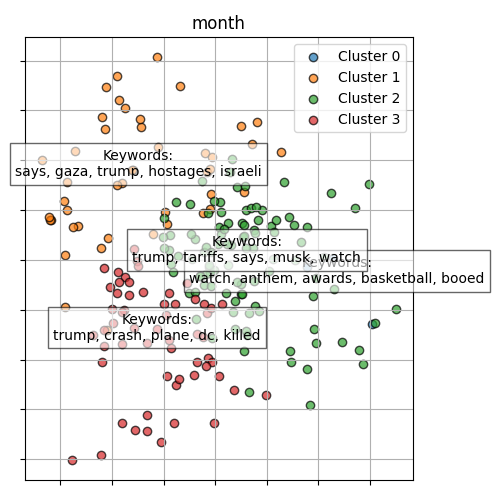 month
Cluster 0
Cluster 1
Cluster 2
Cluster 3
Keywords:
says, gaza, trump, hostages, israeli
Keywords:
trump, tariffs, says, musk, watch
Keywords:
watch, anthem, awards, basketball, booed
Keywords:
trump, crash, plane, dc, killed